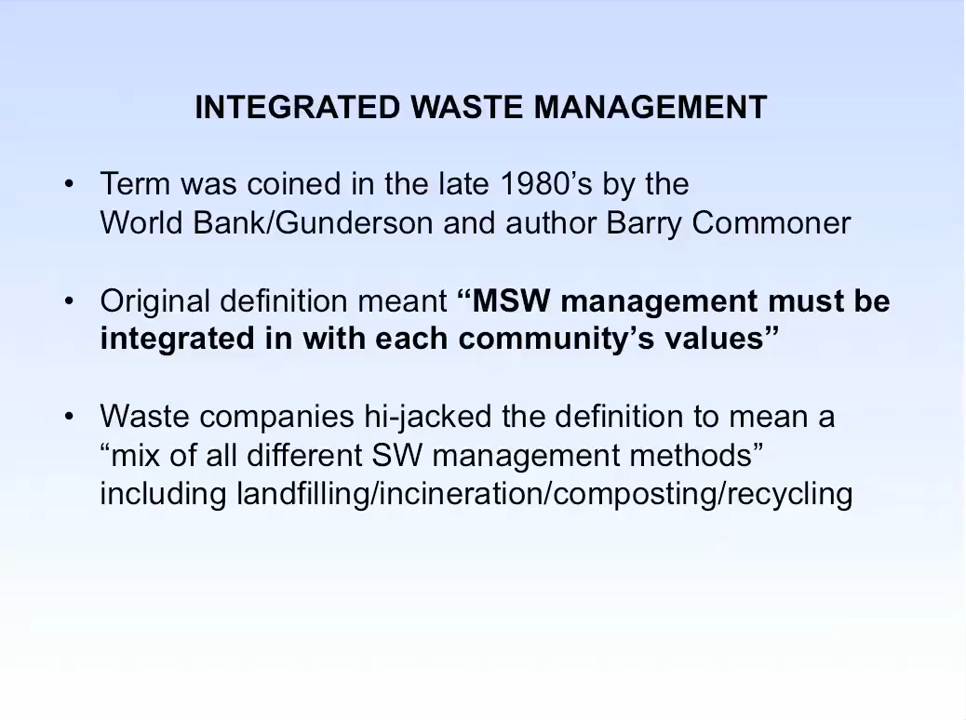 INTEGRATED WASTE MANAGEMENT
• Term was coined in the late 1980’s by the
World Bank/Gunderson and author Barry Commoner
• Original definition meant “MSW management must be
integrated in with each community’s values”
• Waste companies hi-jacked the definition to mean a
“mix of all different SW management methods”
including landfilling/incineration/composting/recycling